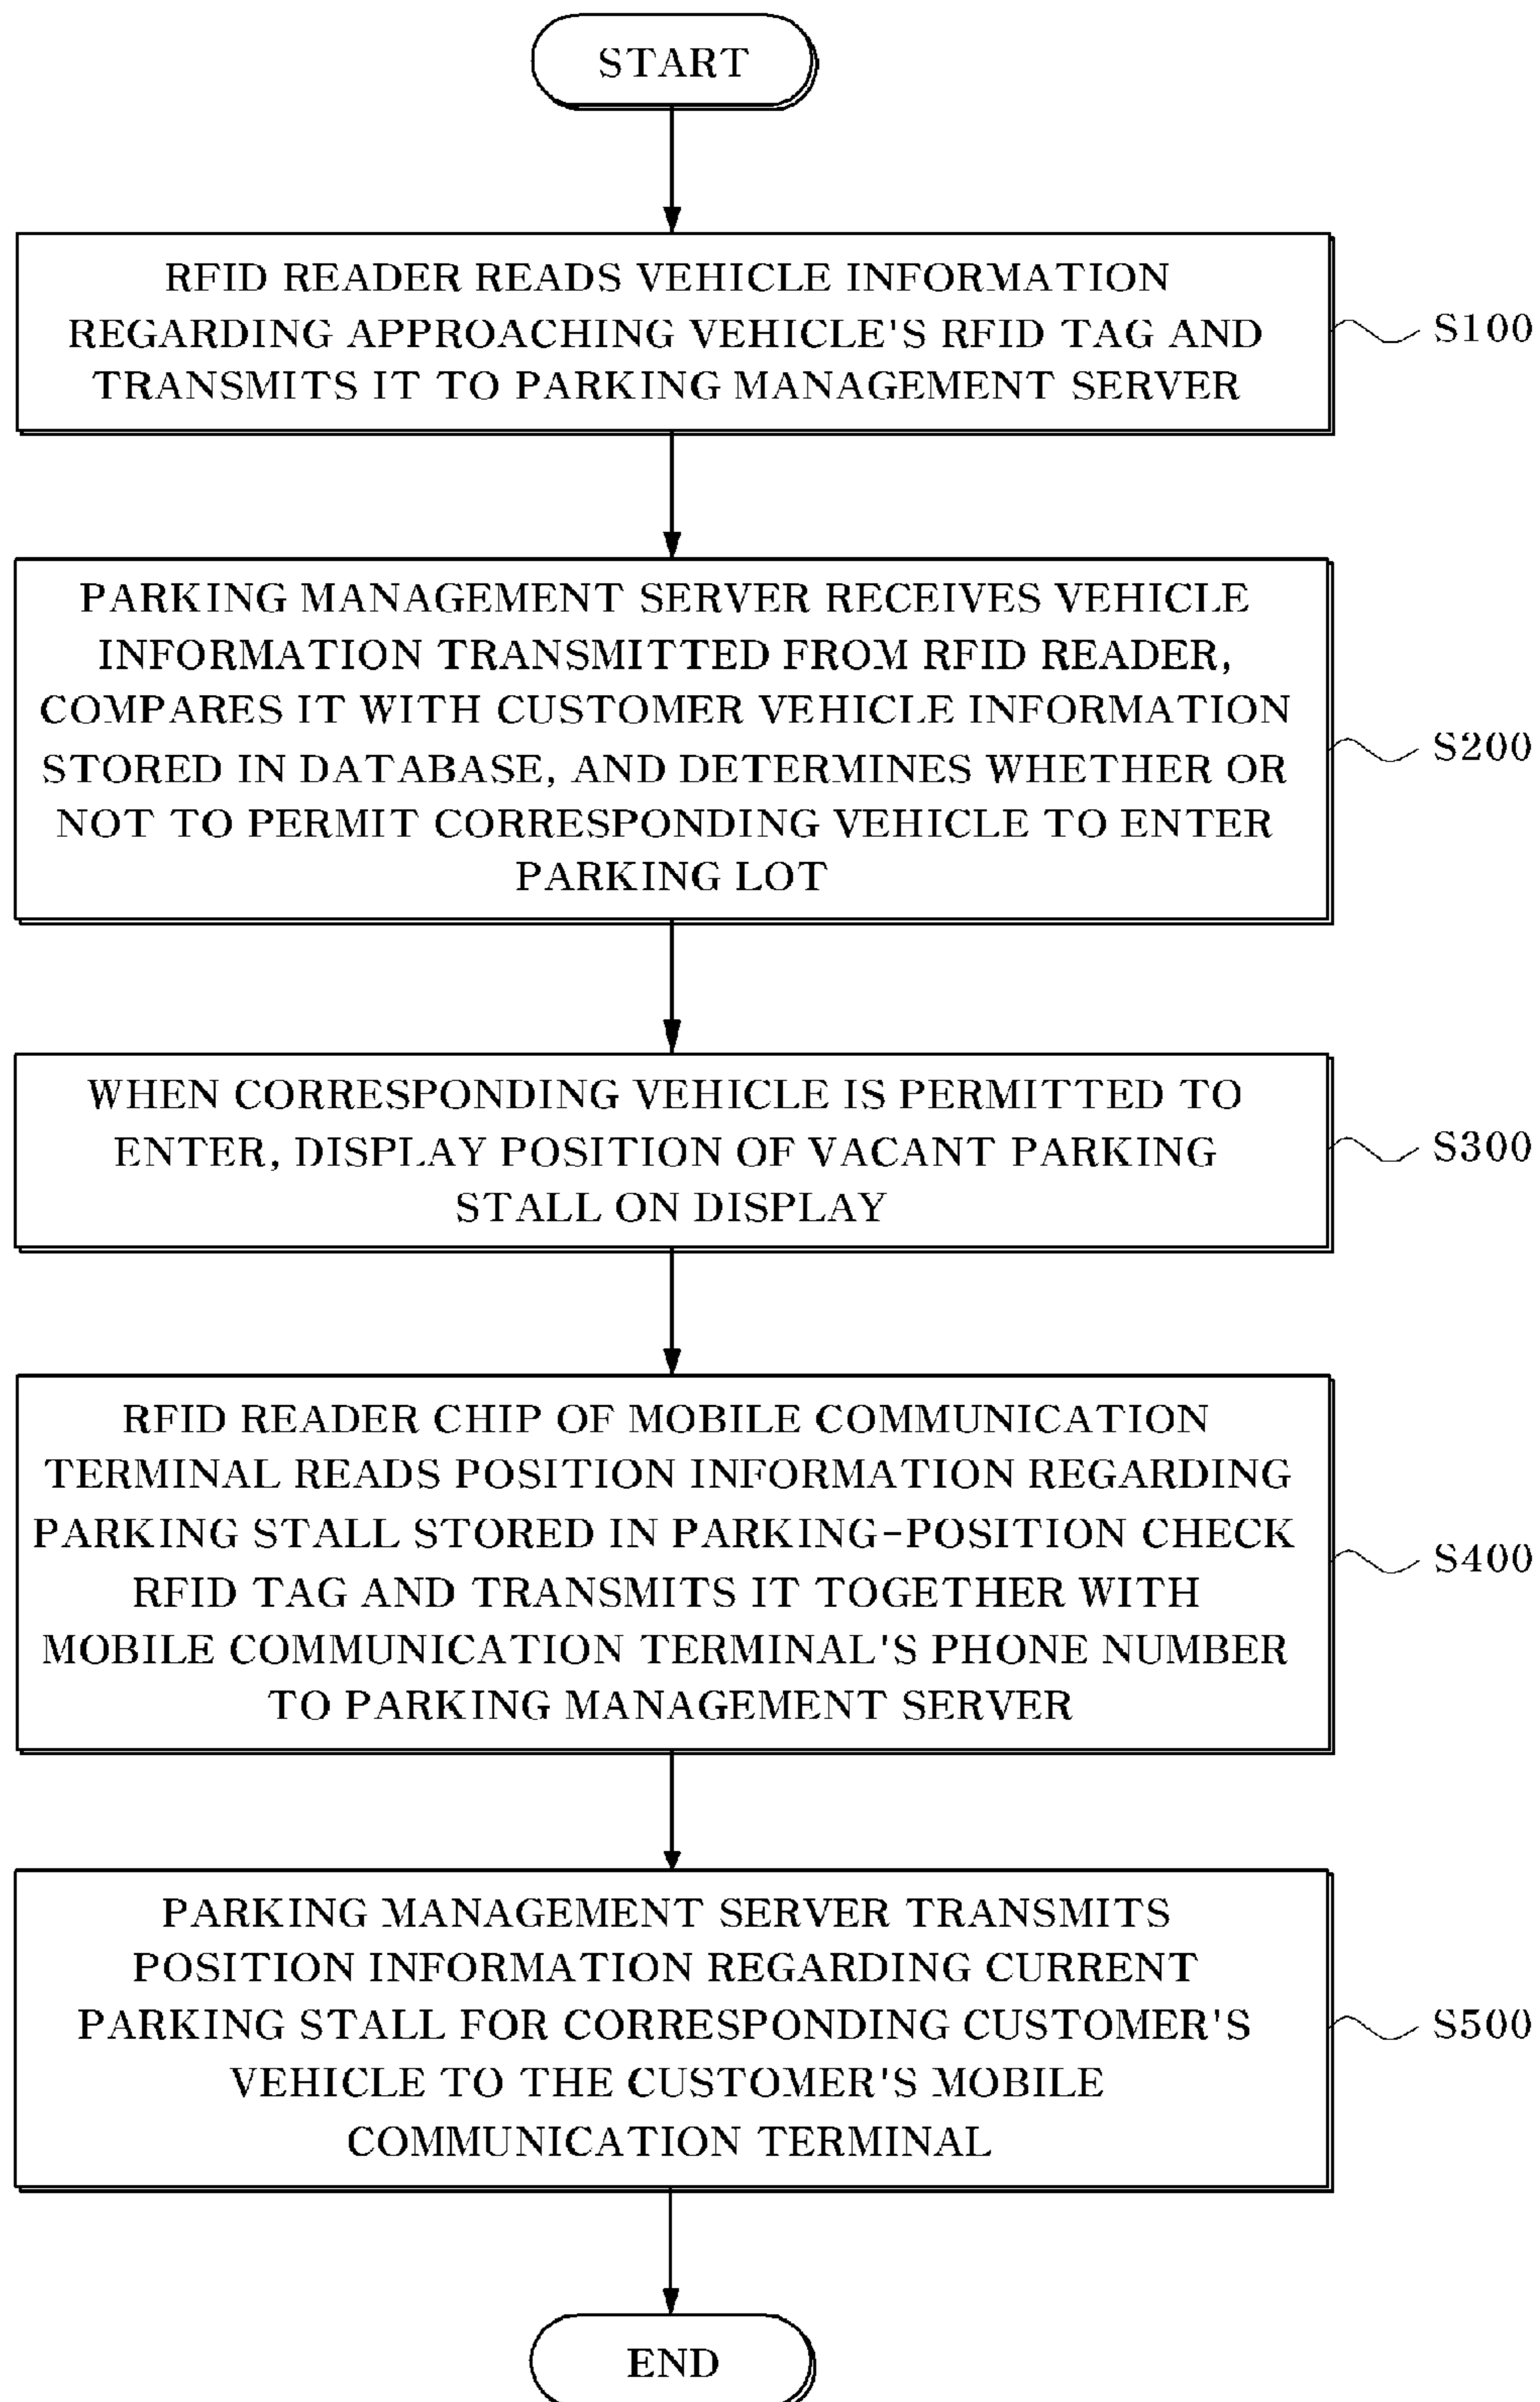 START
RFID READER READS VEHICLE INFORMATION
REGARDING APPROACHING VEHICLE'S RFID TAG AND
TRANSMITS IT TO PARKING MANAGEMENT SERVER
S100
PARKING MANAGEMENT SERVER RECEIVES VEHICLE
INFORMATION TRANSMITTED FROM RFID READER,
COMPARES IT WITH CUSTOMER VEHICLE INFORMATION
STORED IN DATABASE, AND DETERMINES WHETHER OR
NOT TO PERMIT CORRESPONDING VEHICLE TO ENTER
PARKING LOT
S200
WHEN CORRESPONDING VEHICLE IS PERMITTED TO
ENTER, DISPLAY POSITION OF VACANT PARKING
STALL ON DISPLAY
S300
RFID READER CHIP OF MOBILE COMMUNICATION
TERMINAL READS POSITION INFORMATION REGARDING
PARKING STALL STORED IN PARKING-POSITION CHECK
RFID TAG AND TRANSMITS IT TOGETHER WITH
MOBILE COMMUNICATION TERMINAL'S PHONE NUMBER
TO PARKING MANAGEMENT SERVER
S400
PARKING MANAGEMENT SERVER TRANSMITS
POSITION INFORMATION REGARDING CURRENT
PARKING STALL FOR CORRESPONDING CUSTOMER'S
VEHICLE TO THE CUSTOMER'S MOBILE
COMMUNICATION TERMINAL
S500
END